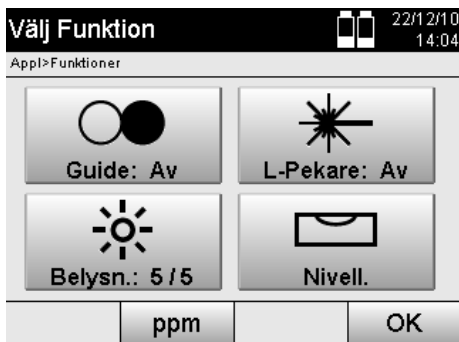 Välj Funktion
22/12/10
14:04
Appl>Funktioner
Guide: Av
L-Pekare: Av
Belysn.: 5/5
Nivell.
ppm
OK